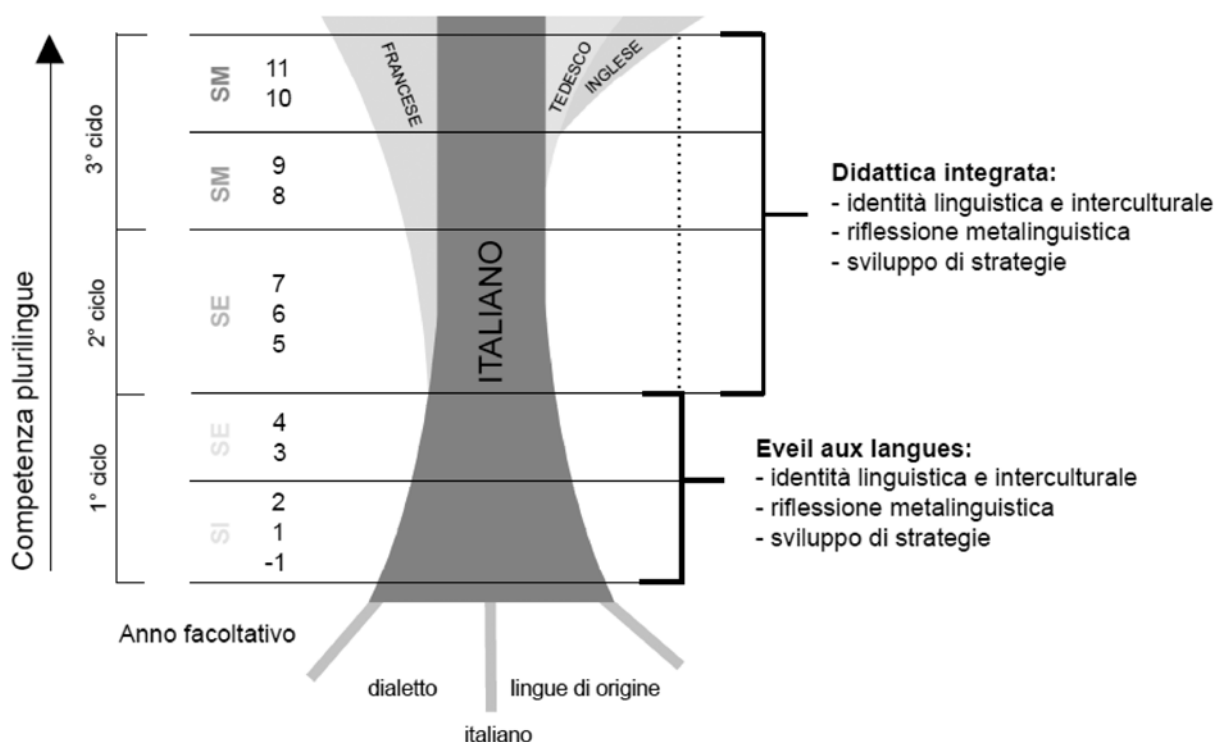 Competenza plurilingue
3° ciclo
2° ciclo
1° ciclo
SM
11
10
SM
9
8
SE
7
6
5
SE
4
3
SI
2
1
-1
Anno facoltativo
FRANCESE
ITALIANO
TEDESCO
INGLESE
dialetto
italiano
lingue di origine
Didattica integrata:
- identità linguistica e interculturale
- riflessione metalinguistica
- sviluppo di strategie
Eveil aux langues:
- identità linguistica e interculturale
- riflessione metalinguistica
- sviluppo di strategie